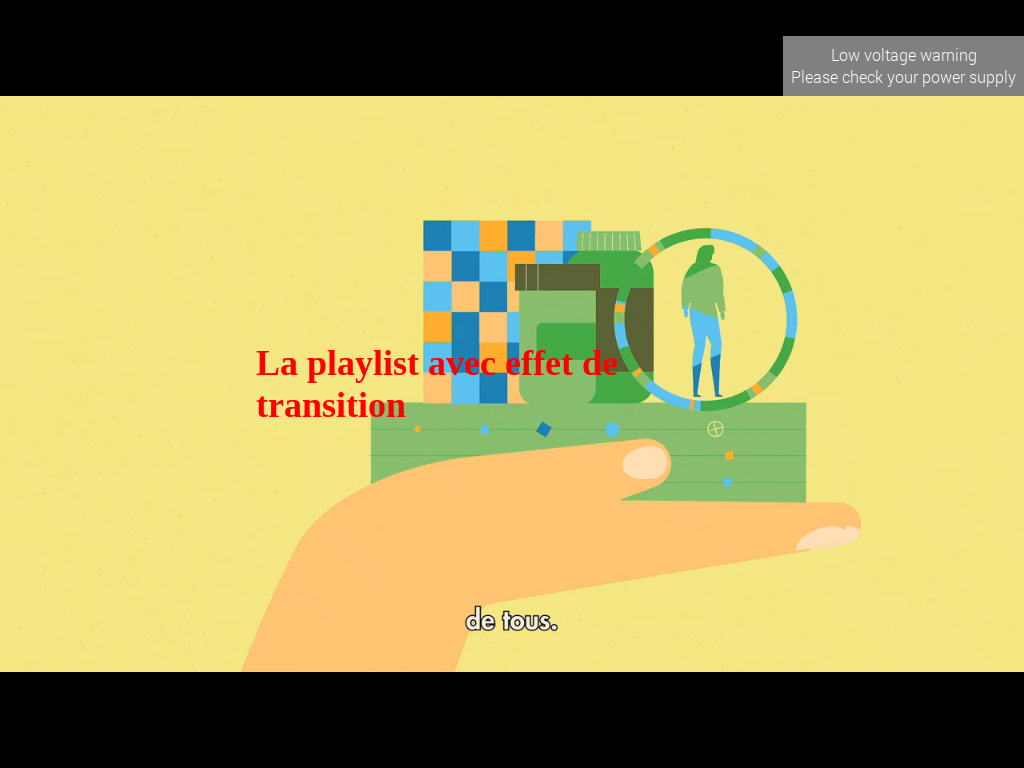 Low voltage warning
Please check your power supply
La playlist avec effet de
transition
de tous.